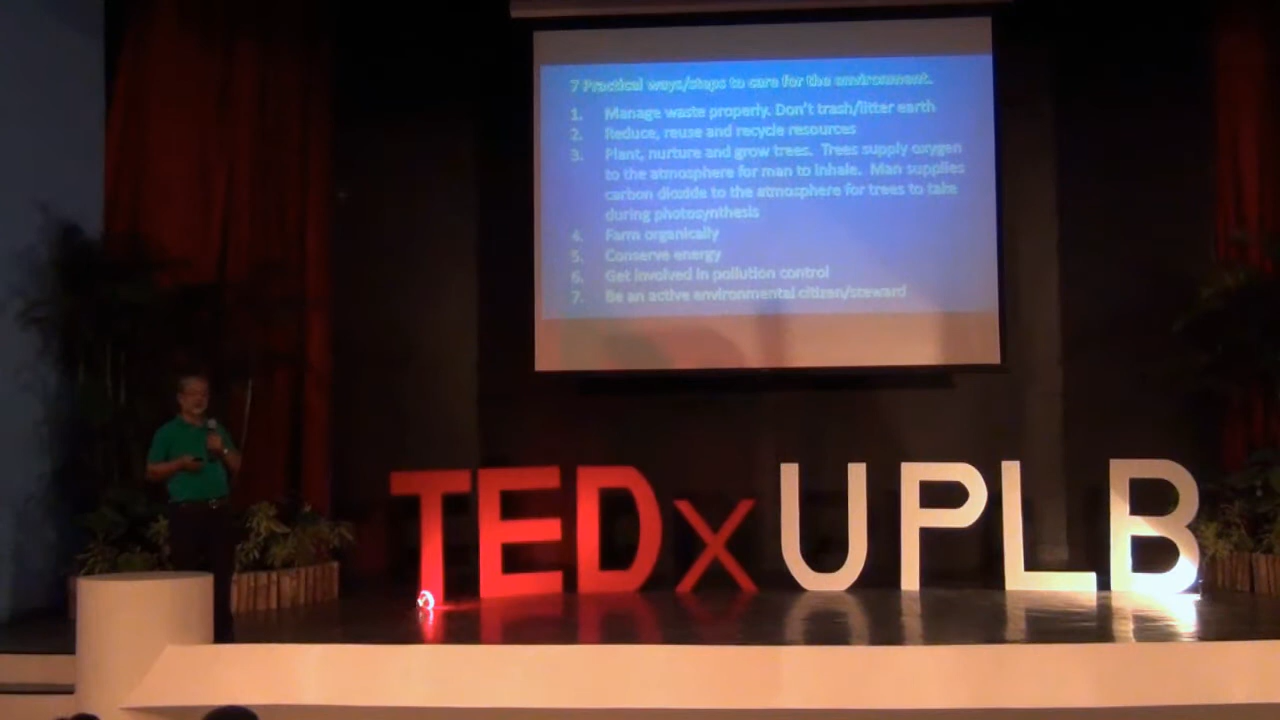 7 Practical ways/steps to care for the environment.
1. Manage waste properly. Don't trash/litter earth
2. Reduce, reuse and recycle resources
3. Plant, nurture and grow trees. Trees supply oxygen
to the atmosphere for man to inhale. Man supplies
carbon dioxide to the atmosphere for trees to take
during photosynthesis
4. Farm organically
5. Conserve energy
6. Get involved in pollution control
7. Be an active environmental citizen/steward
TEDxUPLB